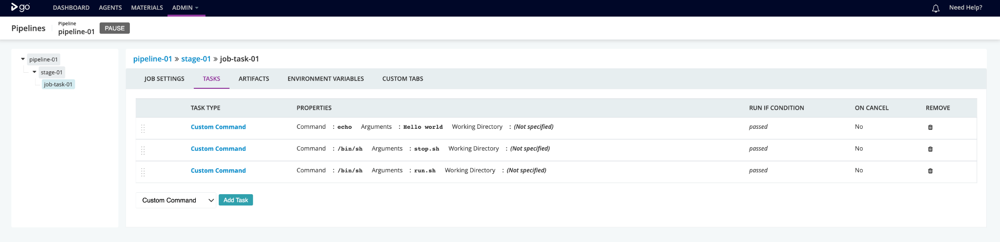 go DASHBOARD AGENTS MATERIALS ADMIN Need Help?
Pipelines Pipeline pipeline-01 PAUSE
pipeline-01
stage-01
job-task-01
pipeline-01 » stage-01 » job-task-01
JOB SETTINGS TASKS ARTIFACTS ENVIRONMENT VARIABLES CUSTOM TABS
TASK TYPE PROPERTIES RUN IF CONDITION ON CANCEL REMOVE
Custom Command Command : echo Arguments : Hello world Working Directory : (Not specified) passed No
Custom Command Command : /bin/sh Arguments : stop.sh Working Directory : (Not specified) passed No
Custom Command Command : /bin/sh Arguments : run.sh Working Directory : (Not specified) passed No
Custom Command Add Task